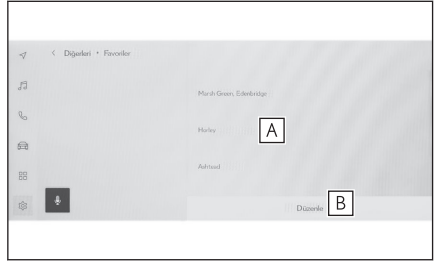 < Diğerleri • Favoriler
Marsh Green, Edenbridge
Hurley
A
Ashtead
Düzenle
B